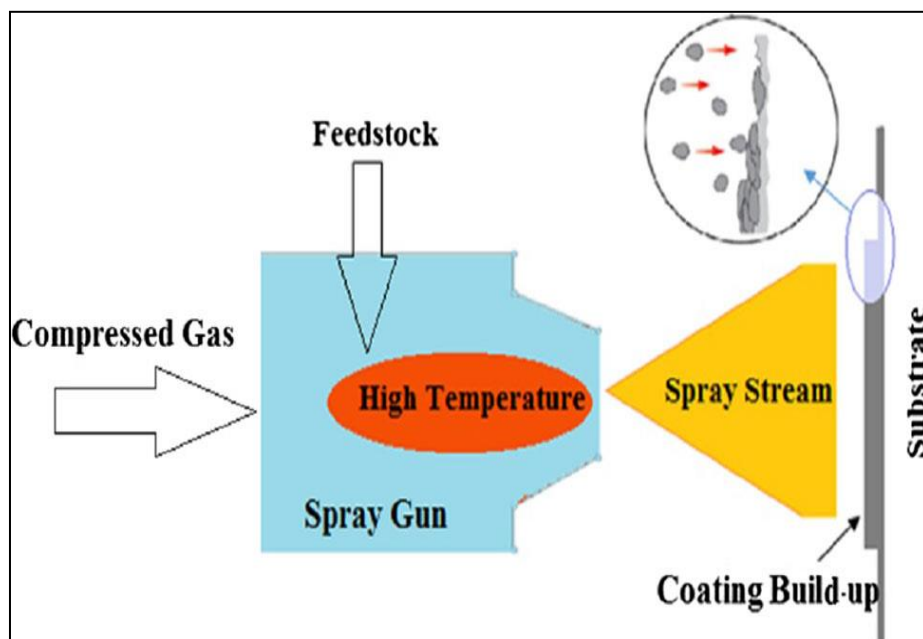 Feedstock
Compressed Gas
High Temperature
Spray Stream
Substrate
Spray Gun
Coating Build-up